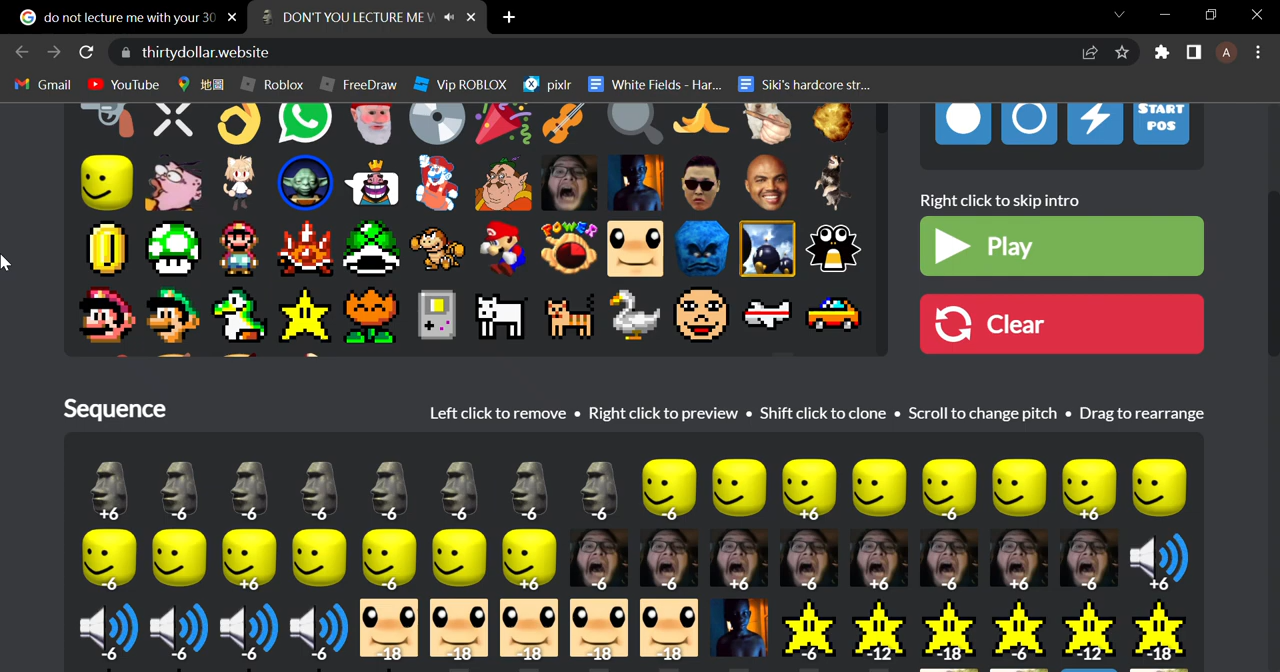 do not lecture me with your 30
DON'T YOU LECTURE ME W
thirtydollar.website
A
Gmail
YouTube
地圖
Roblox
FreeDraw
Vip ROBLOX
pixlr
White Fields - Har...
Siki's hardcore str...
START POS
POWER
Right click to skip intro
Play
Clear
Sequence
Left click to remove • Right click to preview • Shift click to clone • Scroll to change pitch • Drag to rearrange
+6 -6 -6 -6 -6 -6 -6 -6 -6 +6 -6 +6
-6 +6 -6 +6 -6 -6 +6 -6 +6 -6 +6 -6 +6
-6 -6 -6 -6 -18 -18 -18 -18 -18 -6 -12 -18 -6 -12 -18